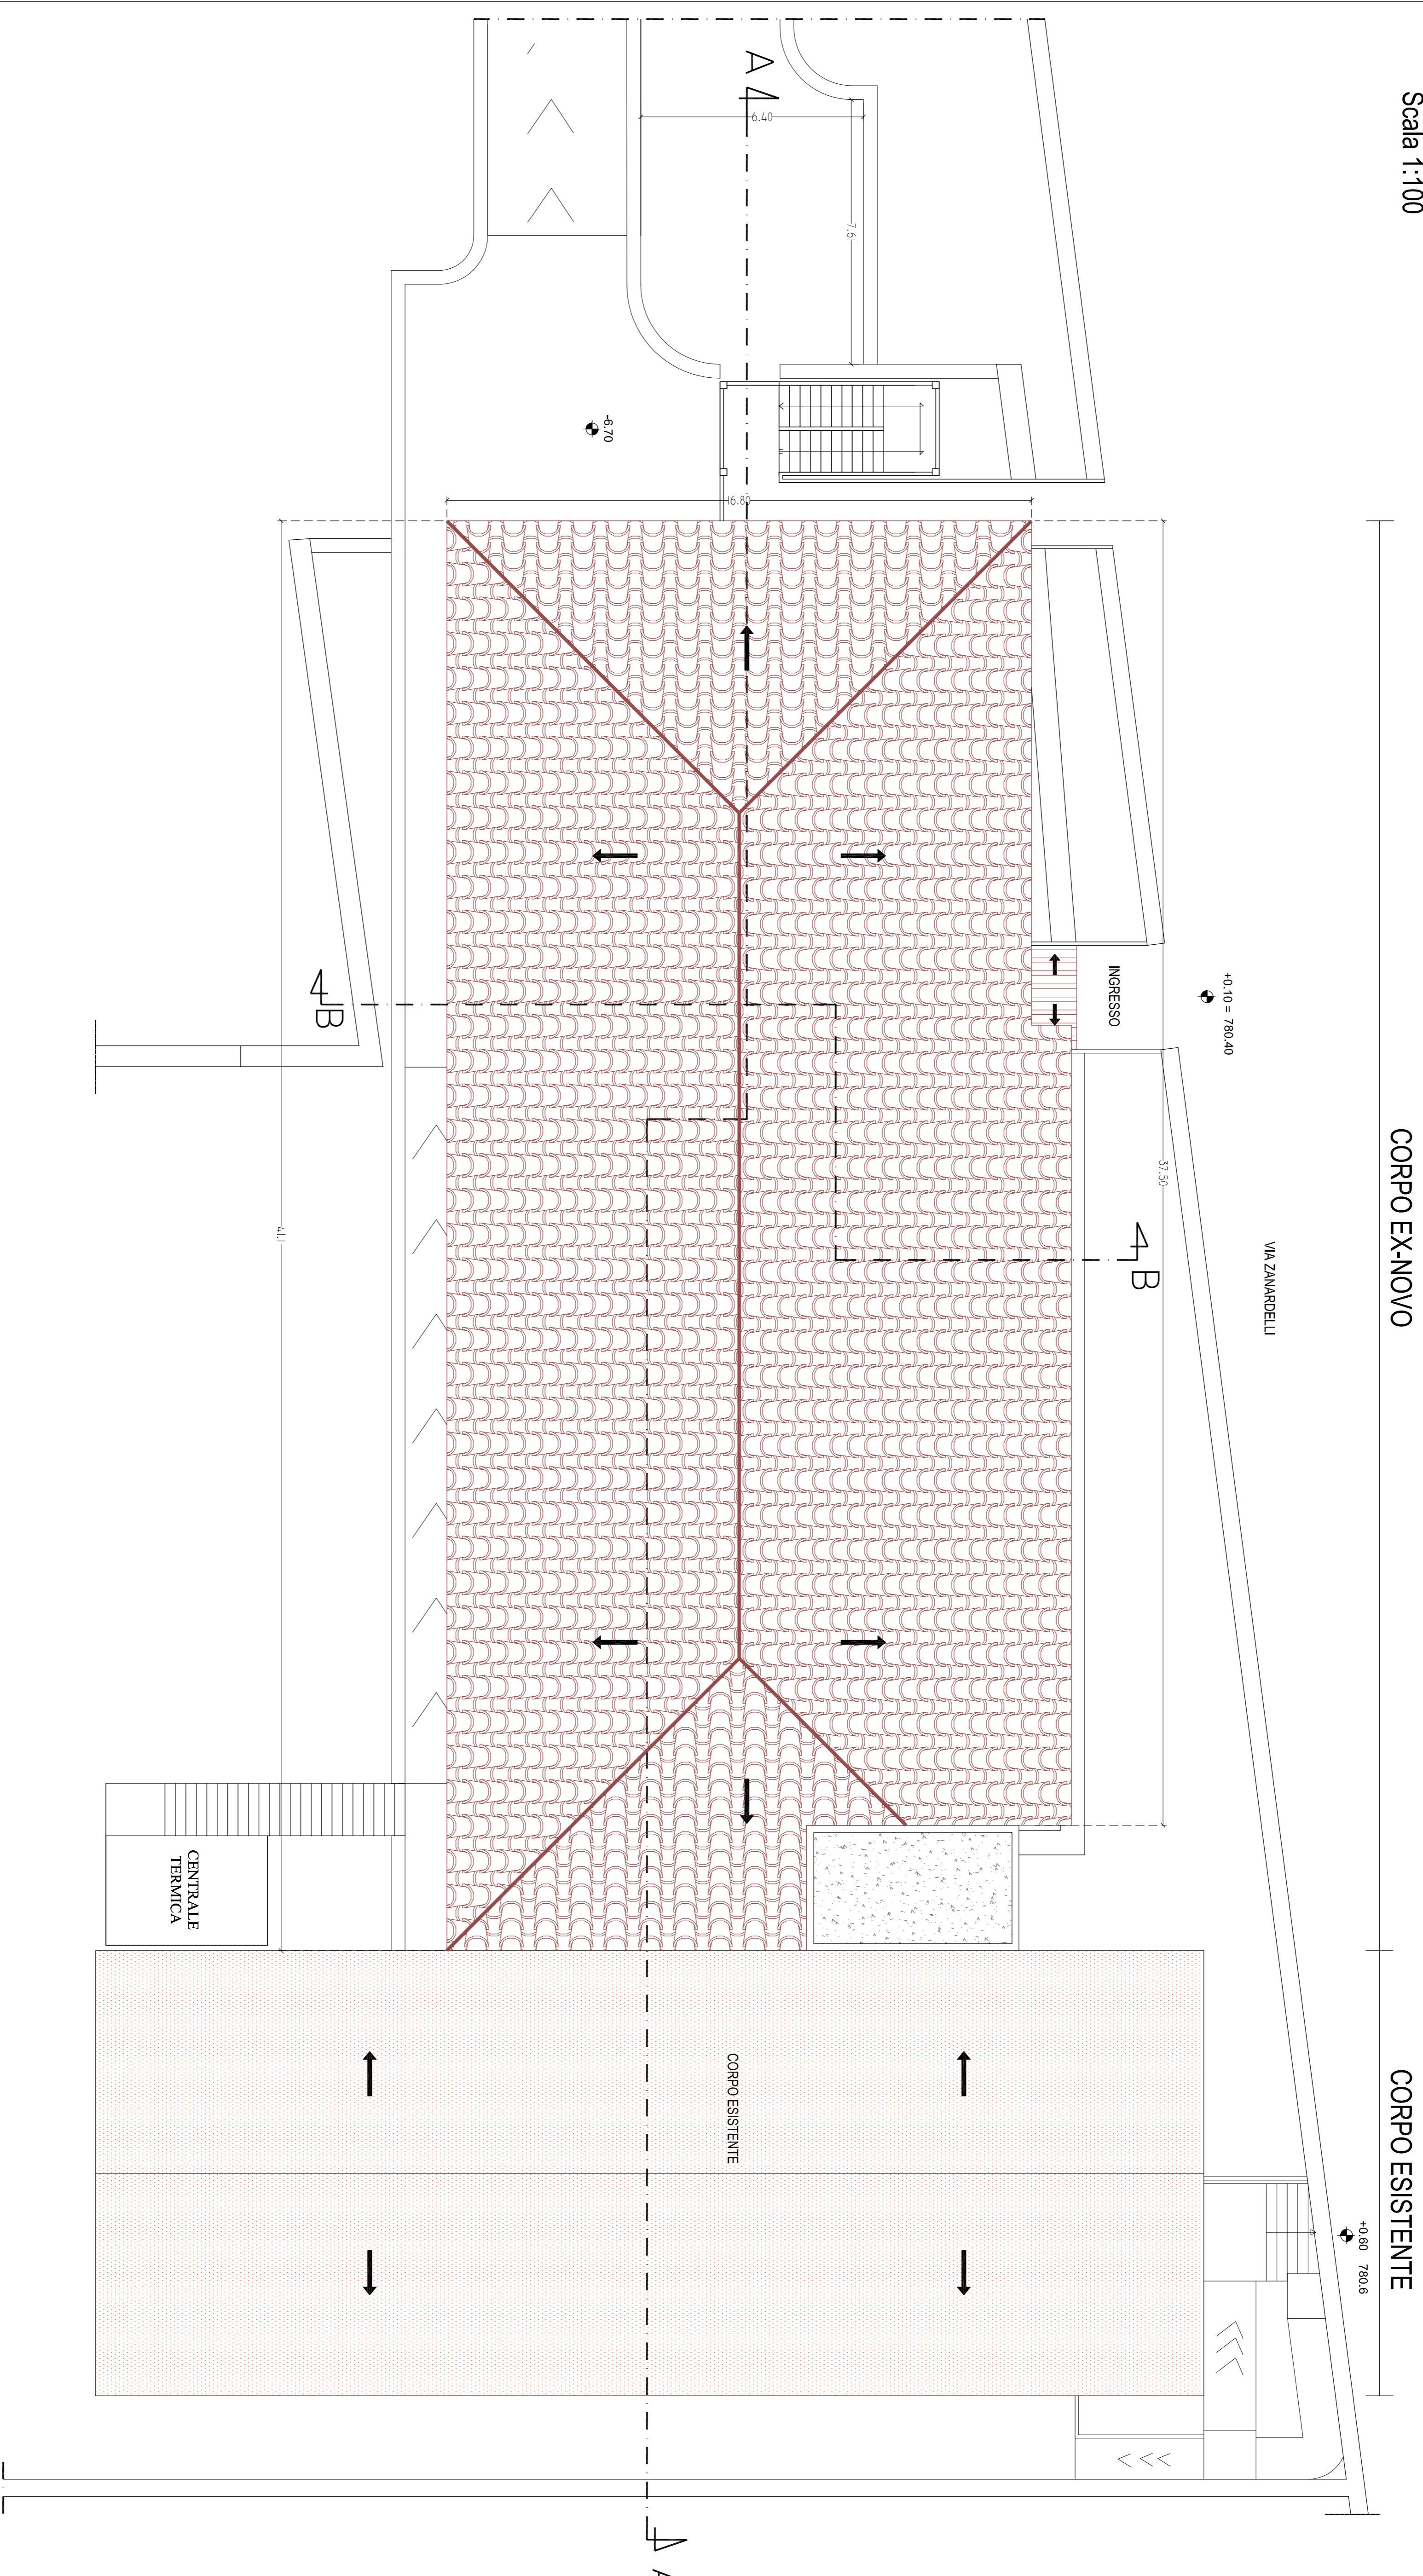 Scala 1:100
CORPO EX-NOVO
CORPO ESISTENTE
+0.60 780.6
VIA ZANARDELLI
+0.10 = 780.40
37.50
INGRESSO
B
7.61
A
6.40
16.80
CORPO ESISTENTE
A
-6.70
B
41.11
CENTRALE
TERMICA